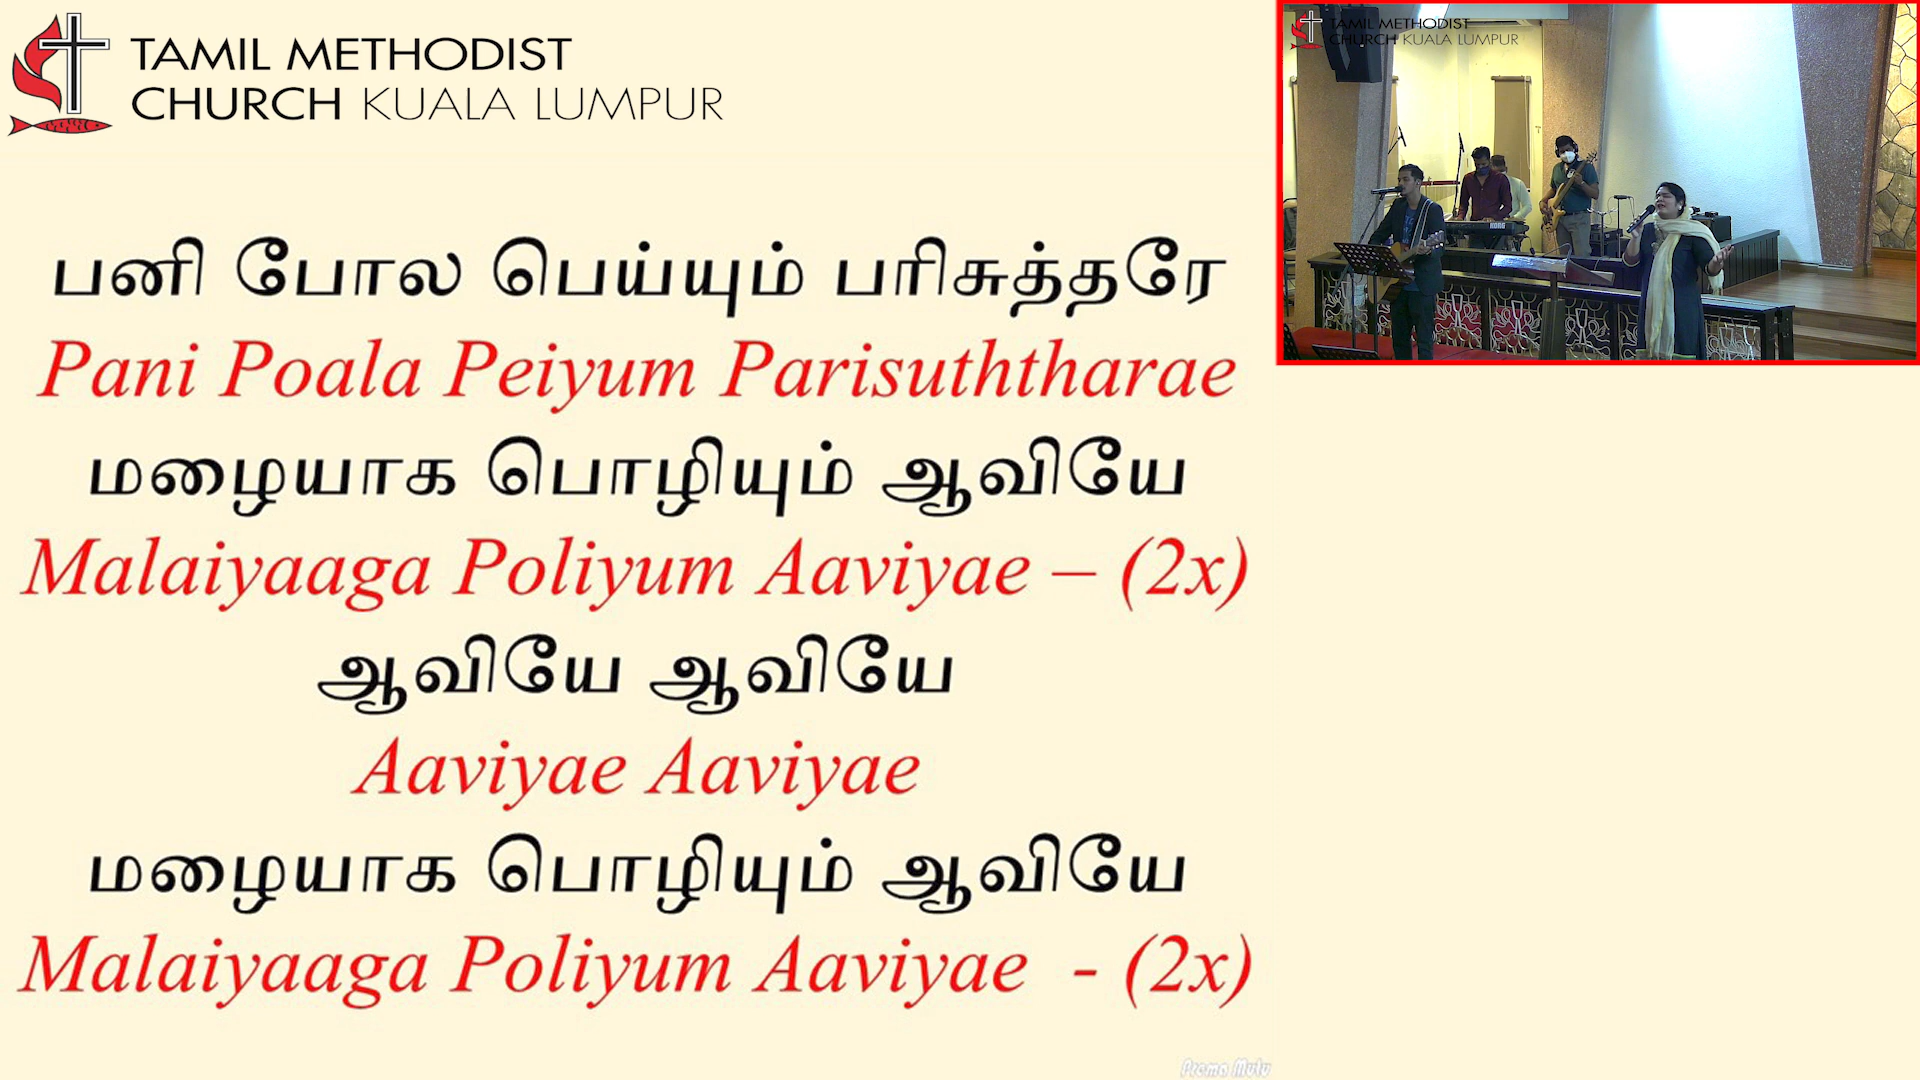 TAMIL METHODIST
CHURCH KUALA LUMPUR
பனி போல பெய்யும் பரிசுத்தரே
Pani Poala Peiyum Parisuththarae
மழையாக பொழியும் ஆவியே
Malaiyaaga Poliyum Aaviyae – (2x)
ஆவியே ஆவியே
Aaviyae Aaviyae
மழையாக பொழியும் ஆவியே
Malaiyaaga Poliyum Aaviyae - (2x)
TAMIL METHODIST
CHURCH KUALA LUMPUR
KORG